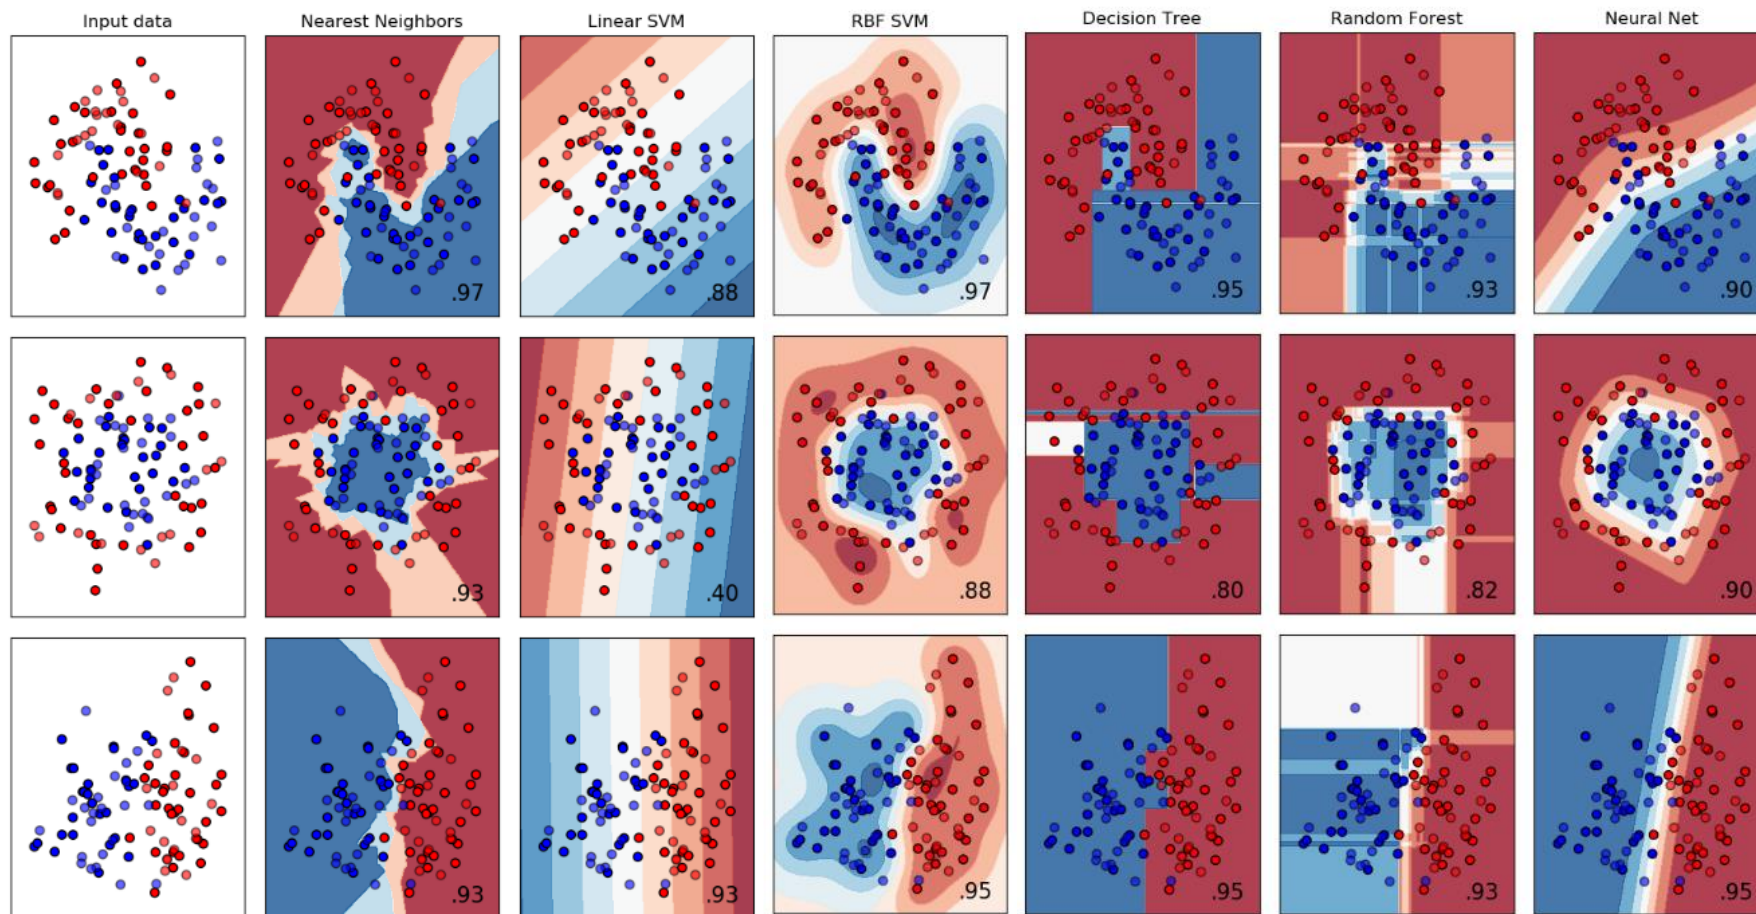 Input data
Nearest Neighbors
Linear SVM
RBF SVM
Decision Tree
Random Forest
Neural Net
.97
.88
.97
.95
.93
.90
.93
.40
.88
.80
.82
.90
.93
.93
.95
.95
.93
.95